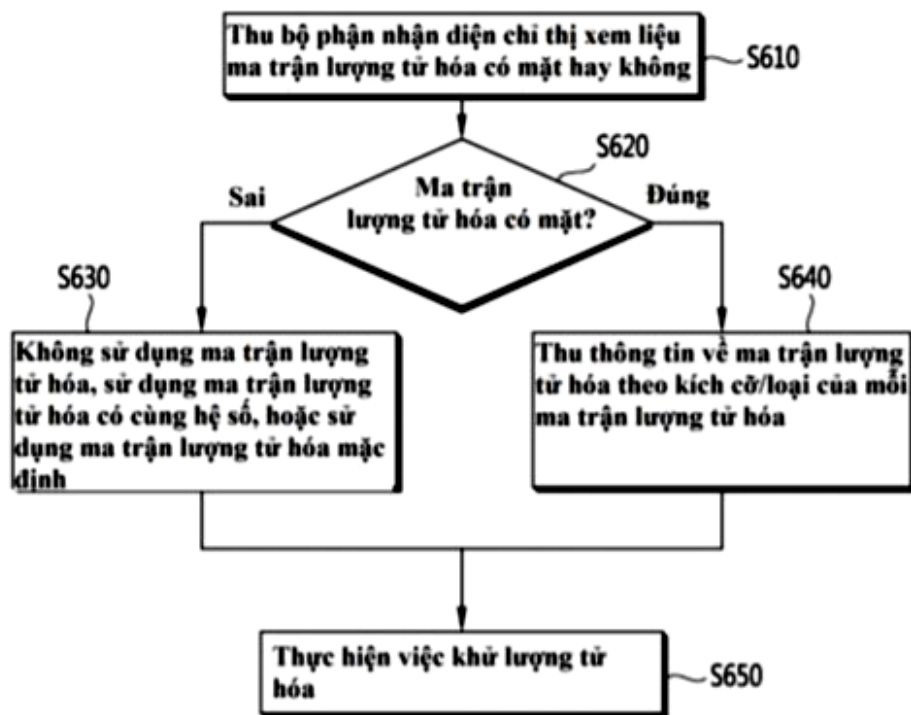 Thu bộ phận nhận diện chỉ thị xem liệu
ma trận lượng tử hóa có mặt hay không
S610
S620
Ma trận
lượng tử hóa có mặt?
Sai
Đúng
S630
Không sử dụng ma trận lượng
tử hóa, sử dụng ma trận lượng
tử hóa có cùng hệ số, hoặc sử
dụng ma trận lượng tử hóa mặc
định
S640
Thu thông tin về ma trận lượng
tử hóa theo kích cỡ/loại của mỗi
ma trận lượng tử hóa
Thực hiện việc khử lượng tử
hóa
S650